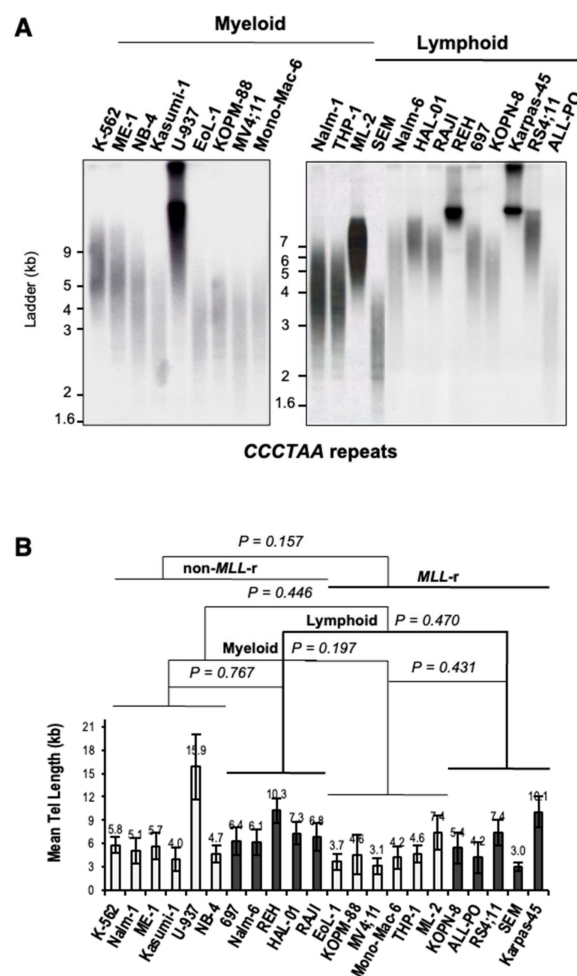 A
Myeloid
Lymphoid
K-562
ME-1
NB-4
Kasumi-1
U-937
EoL-1
KOPM-88
MV4;11
Mono-Mac-6
Nalm-1
THP-1
ML-2
SEM
Nalm-6
HAL-01
RAJI
REH
697
KOPN-8
Karpas-45
RS4;11
ALL-PO
Ladder (kb)
9
5
4
3
2
1.6
7
6
5
4
3
2
1.6
CCCTAA repeats
B
P = 0.157
non-MLL-r
MLL-r
P = 0.446
Lymphoid
P = 0.470
Myeloid
P = 0.197
P = 0.767
P = 0.431
Mean Tel Length (kb)
21
18
15
12
9
6
3
0
5.8
5.1
5.7
4.0
15.9
4.7
6.4
6.1
10.3
7.3
6.8
3.7
4.6
3.1
4.2
4.6
7.4
5.4
4.2
7.4
3.0
10.1
K-562
Nalm-1
ME-1
Kasumi-1
U-937
NB-4
697
Nalm-6
REH
HAL-01
RAJI
EoL-1
KOPM-88
MV4;11
Mono-Mac-6
THP-1
ML-2
KOPN-8
ALL-PO
RS4;11
SEM
Karpas-45